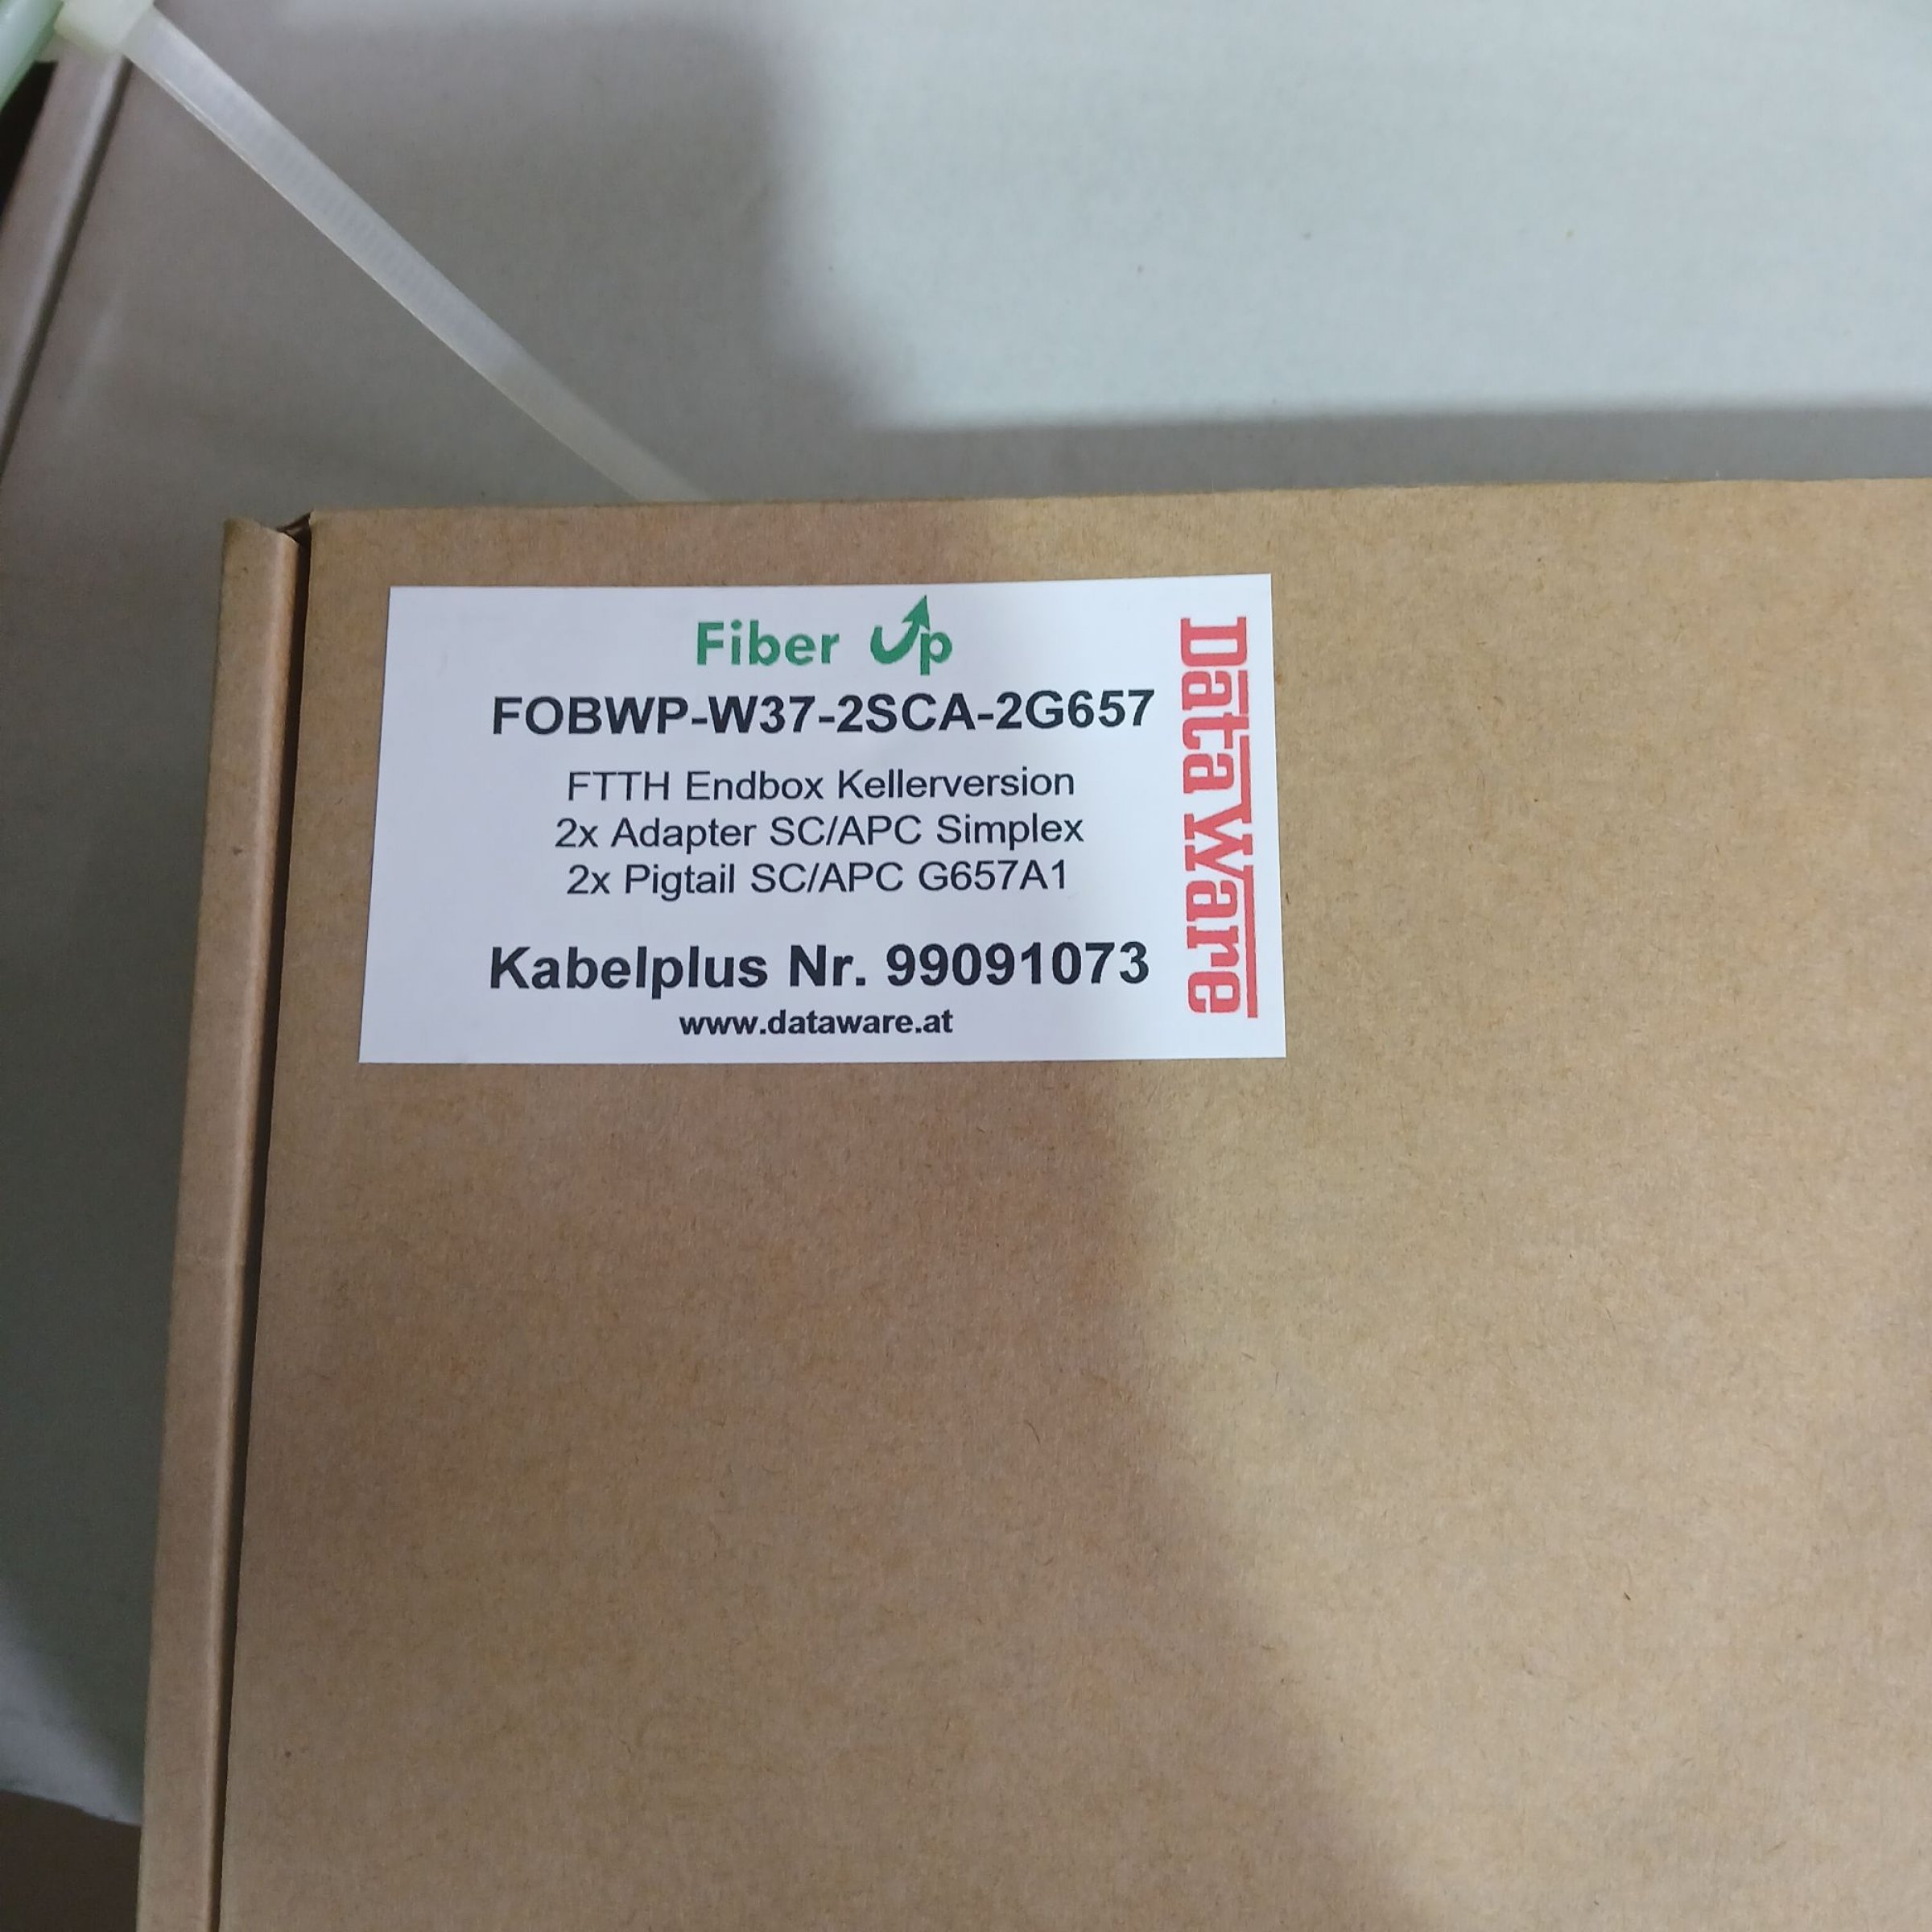 Fiber Up
FOBWP-W37-2SCA-2G657
FTTH Endbox Kellerversion
2x Adapter SC/APC Simplex
2x Pigtail SC/APC G657A1
Kabelplus Nr. 99091073
www.dataware.at
DataWare